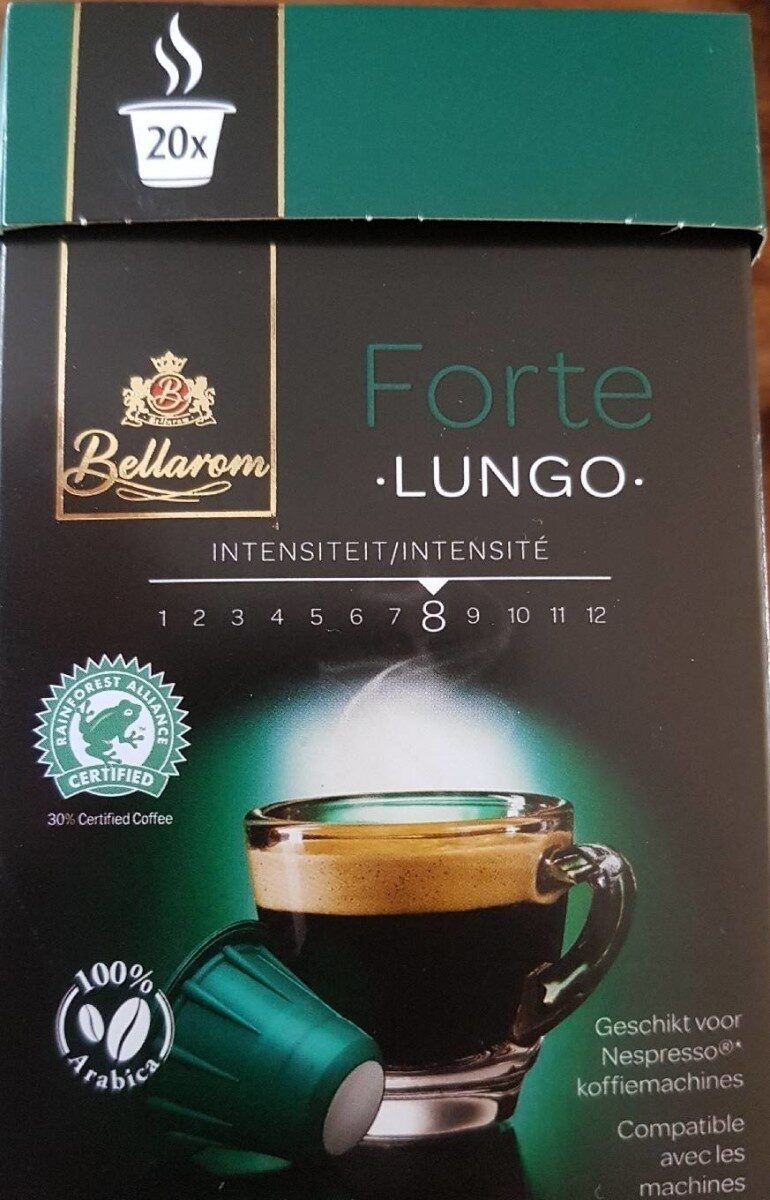 20x
B
Bellarom
Bellarom
Forte
·LUNGO·
INTENSITEIT/INTENSITÉ
1 2 3 4 5 6 7 8 9 10 11 12
RAINFOREST ALLIANCE
CERTIFIED
30% Certified Coffee
100%
Arabica
Geschikt voor
Nespresso®*
koffiemachines
Compatible
avec les
machines